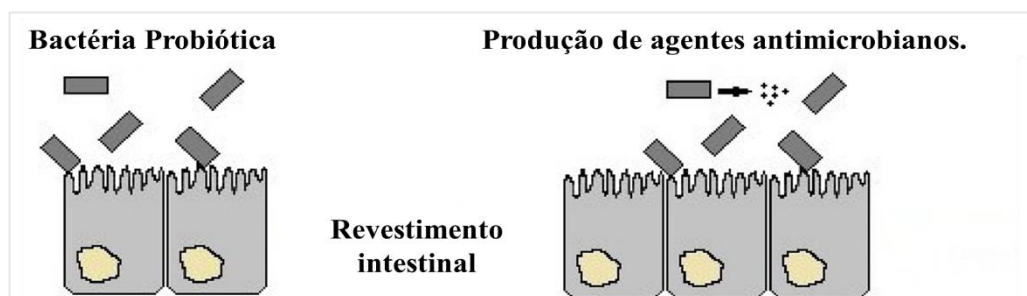 Bactéria Probiótica
Produção de agentes antimicrobianos.
Revestimento
intestinal